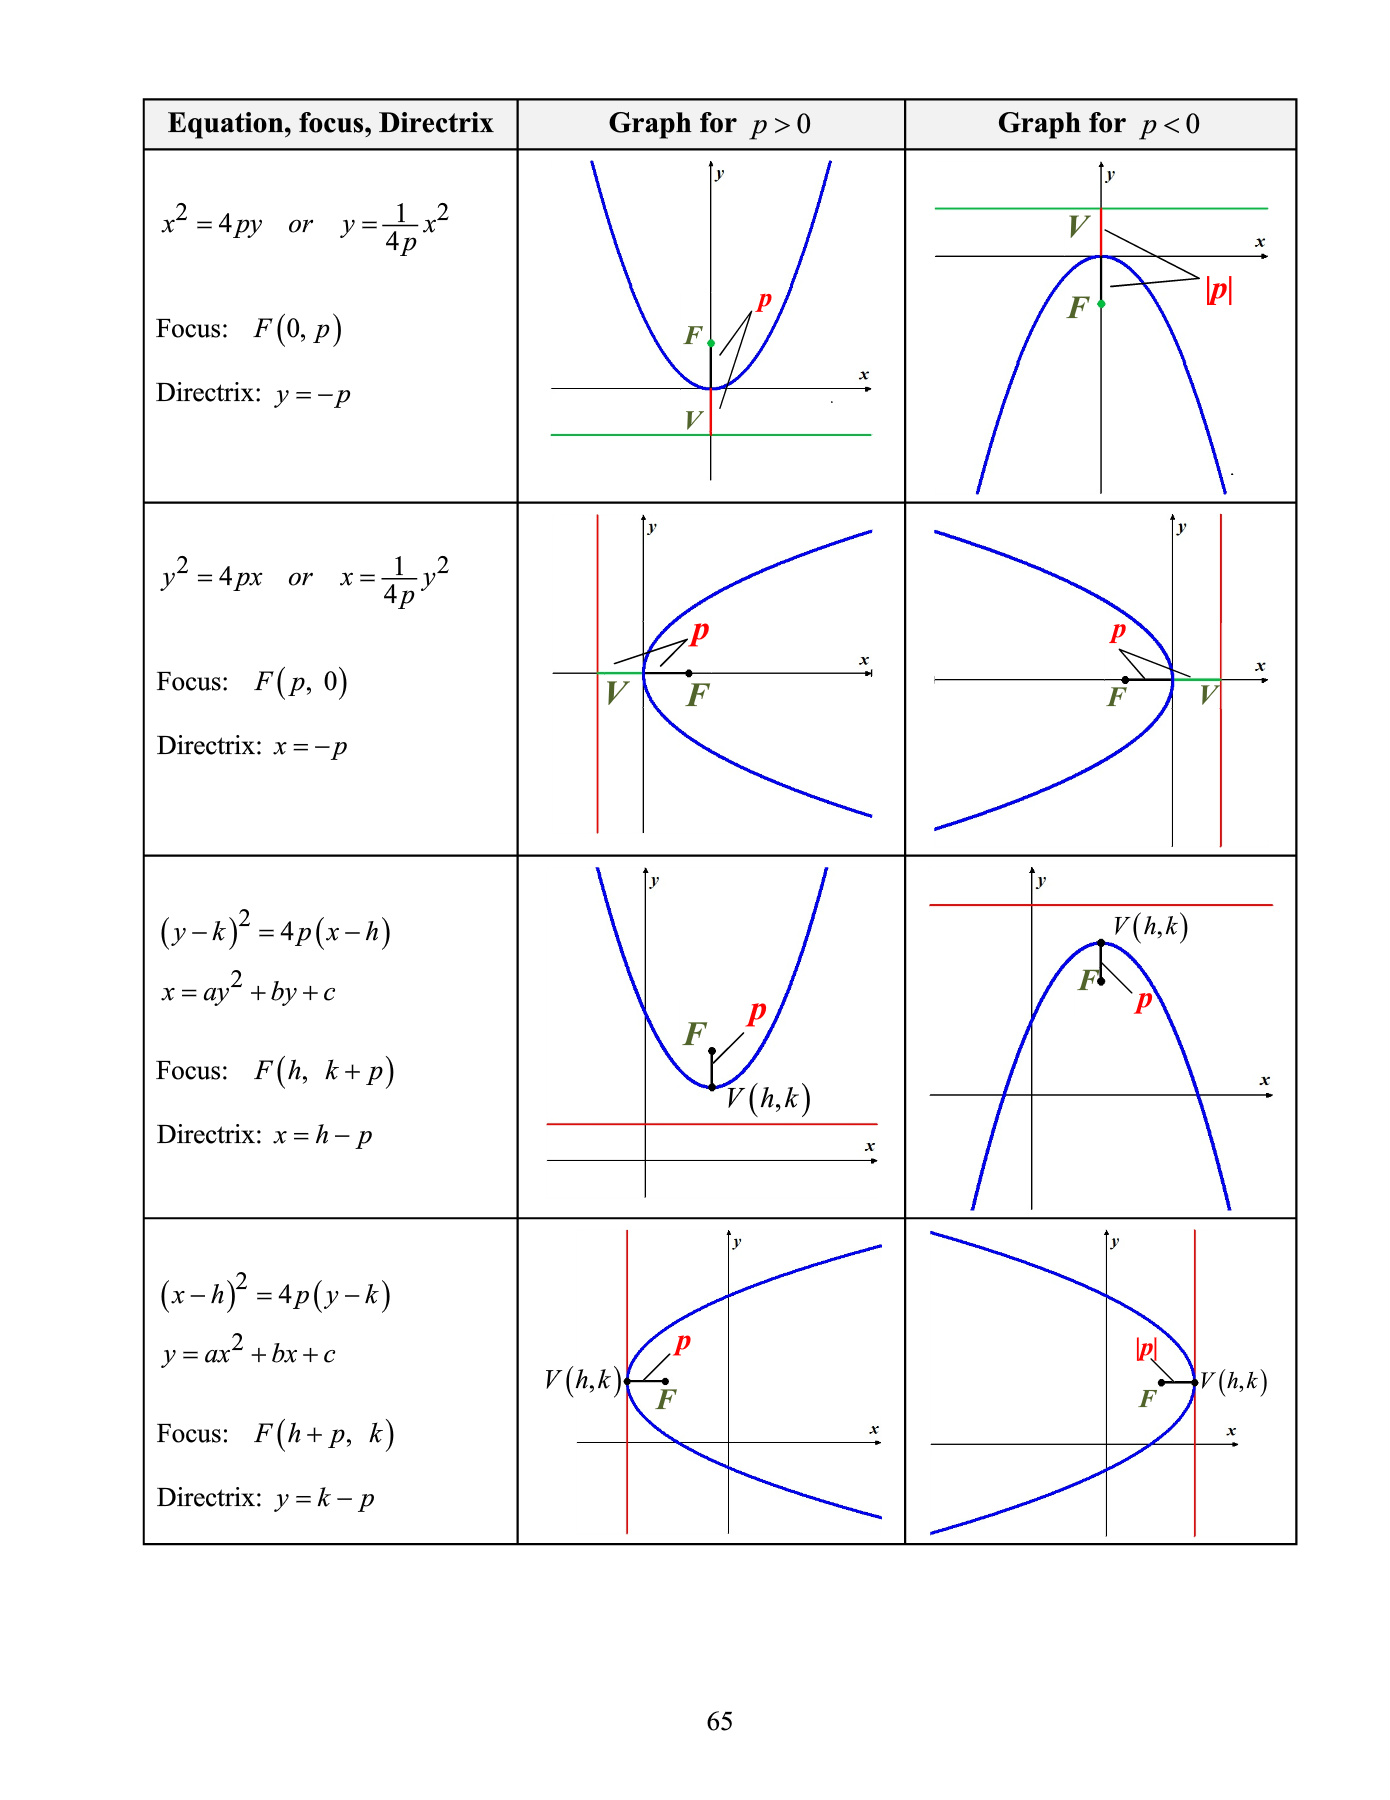 Equation, focus, Directrix
Graph for p > 0
Graph for p < 0
x² = 4py or y = \frac{1}{4p} x²
Focus: F(0, p)
Directrix: y = −p
y
p
F
x
V
y
V
x
|p|
F
y² = 4px or x = \frac{1}{4p} y²
Focus: F(p, 0)
Directrix: x = −p
y
p
x
V
F
y
p
x
F
V
(y − k)² = 4p(x − h)
x = ay² + by + c
Focus: F(h, k + p)
Directrix: x = h − p
y
p
F
V(h,k)
x
y
V(h,k)
F
p
x
(x − h)² = 4p(y − k)
y = ax² + bx + c
Focus: F(h + p, k)
Directrix: y = k − p
y
p
V(h,k)
F
x
y
|p|
V(h,k)
F
x
65